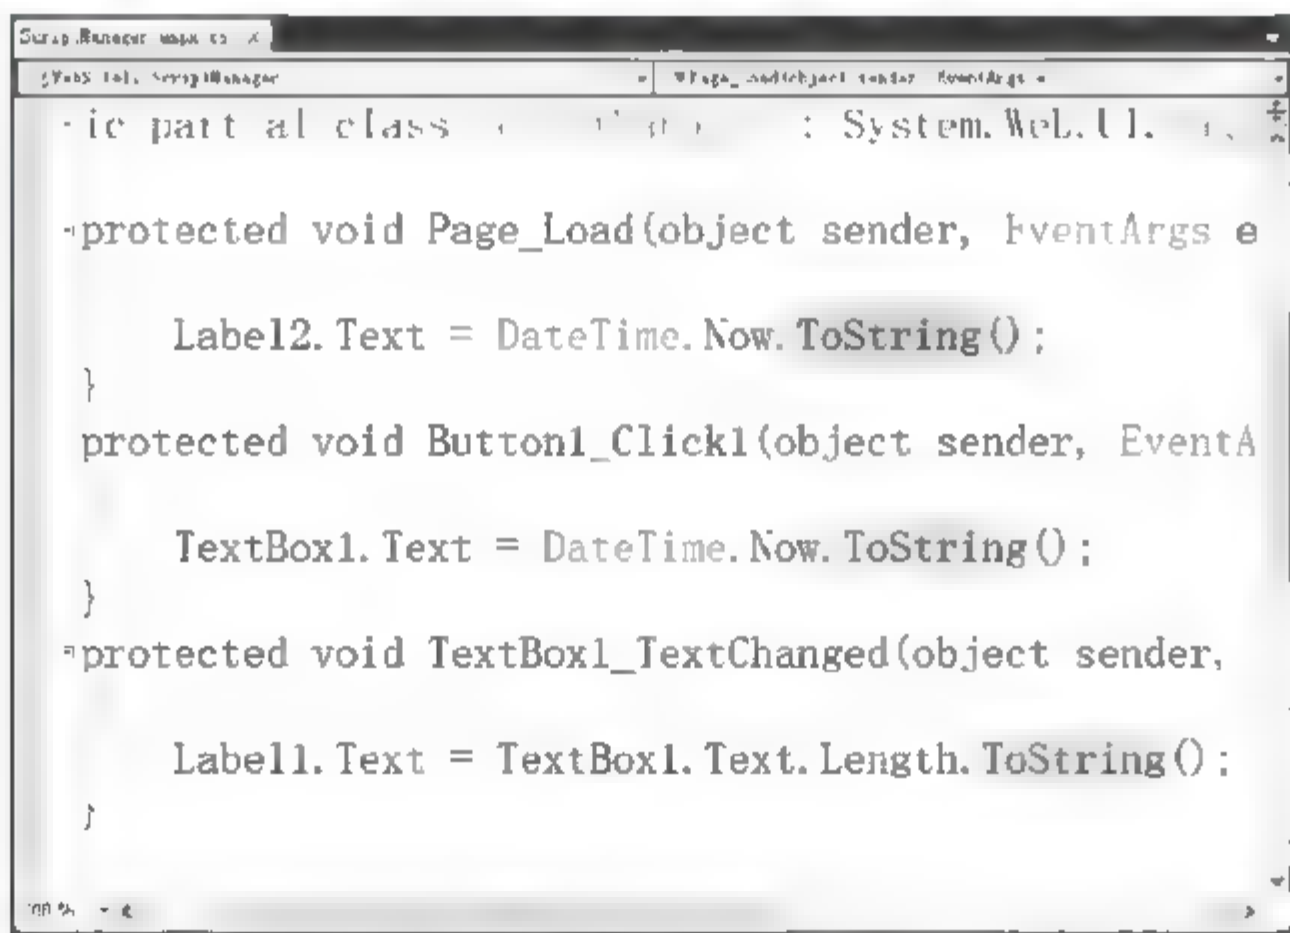 class : System.Web.
protected void Page_Load(object sender, EventArgs e
Label2.Text = DateTime.Now.ToString();
}
protected void Button1_Click1(object sender, EventA
TextBox1.Text = DateTime.Now.ToString();
}
protected void TextBox1_TextChanged(object sender,
Label1.Text = TextBox1.Text.Length.ToString();
}